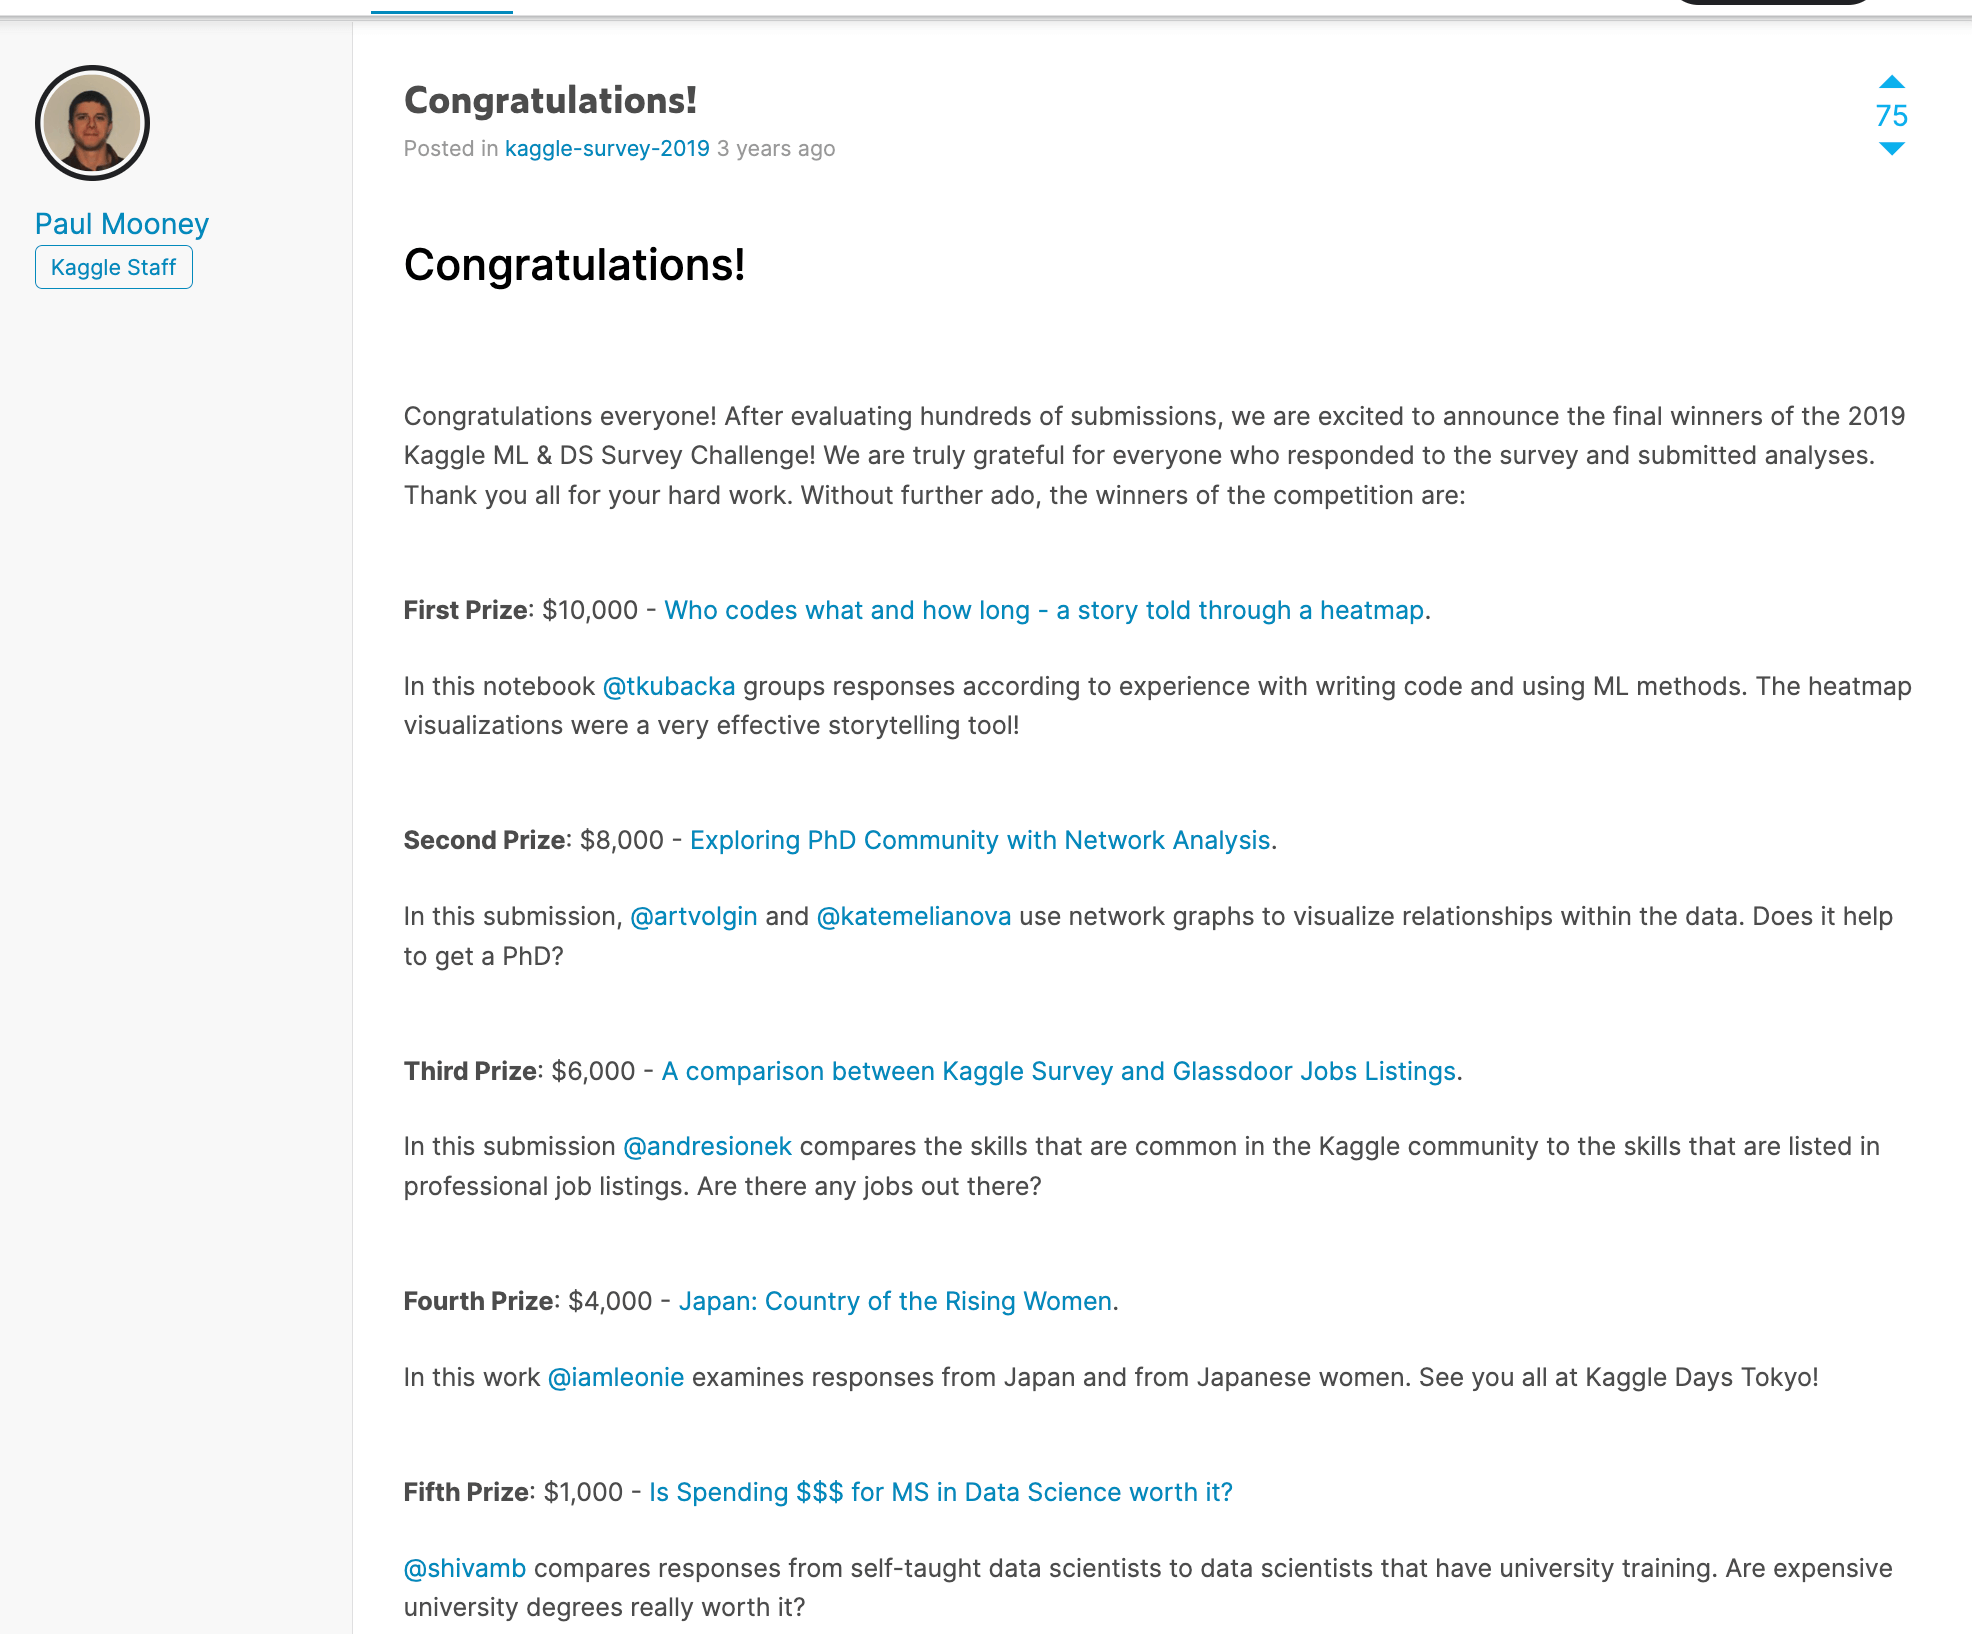 Congratulations!
75
Posted in kaggle-survey-2019 3 years ago
Paul Mooney
Kaggle Staff
Congratulations!
Congratulations everyone! After evaluating hundreds of submissions, we are excited to announce the final winners of the 2019
Kaggle ML & DS Survey Challenge! We are truly grateful for everyone who responded to the survey and submitted analyses.
Thank you all for your hard work. Without further ado, the winners of the competition are:
First Prize: $10,000 - Who codes what and how long - a story told through a heatmap.
In this notebook @tkubacka groups responses according to experience with writing code and using ML methods. The heatmap
visualizations were a very effective storytelling tool!
Second Prize: $8,000 - Exploring PhD Community with Network Analysis.
In this submission, @artvolgin and @katemelianova use network graphs to visualize relationships within the data. Does it help
to get a PhD?
Third Prize: $6,000 - A comparison between Kaggle Survey and Glassdoor Jobs Listings.
In this submission @andresionek compares the skills that are common in the Kaggle community to the skills that are listed in
professional job listings. Are there any jobs out there?
Fourth Prize: $4,000 - Japan: Country of the Rising Women.
In this work @iamleonie examines responses from Japan and from Japanese women. See you all at Kaggle Days Tokyo!
Fifth Prize: $1,000 - Is Spending $$$ for MS in Data Science worth it?
@shivamb compares responses from self-taught data scientists to data scientists that have university training. Are expensive
university degrees really worth it?